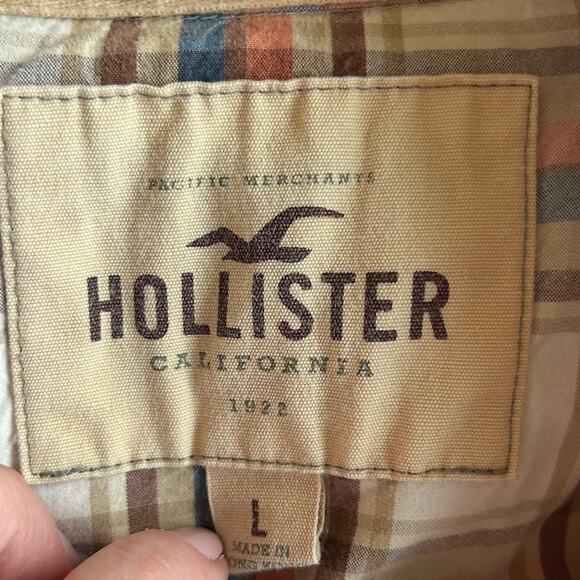 PACIFIC MERCHANTS
HOLLISTER
CALIFORNIA
1922
L
MADE IN